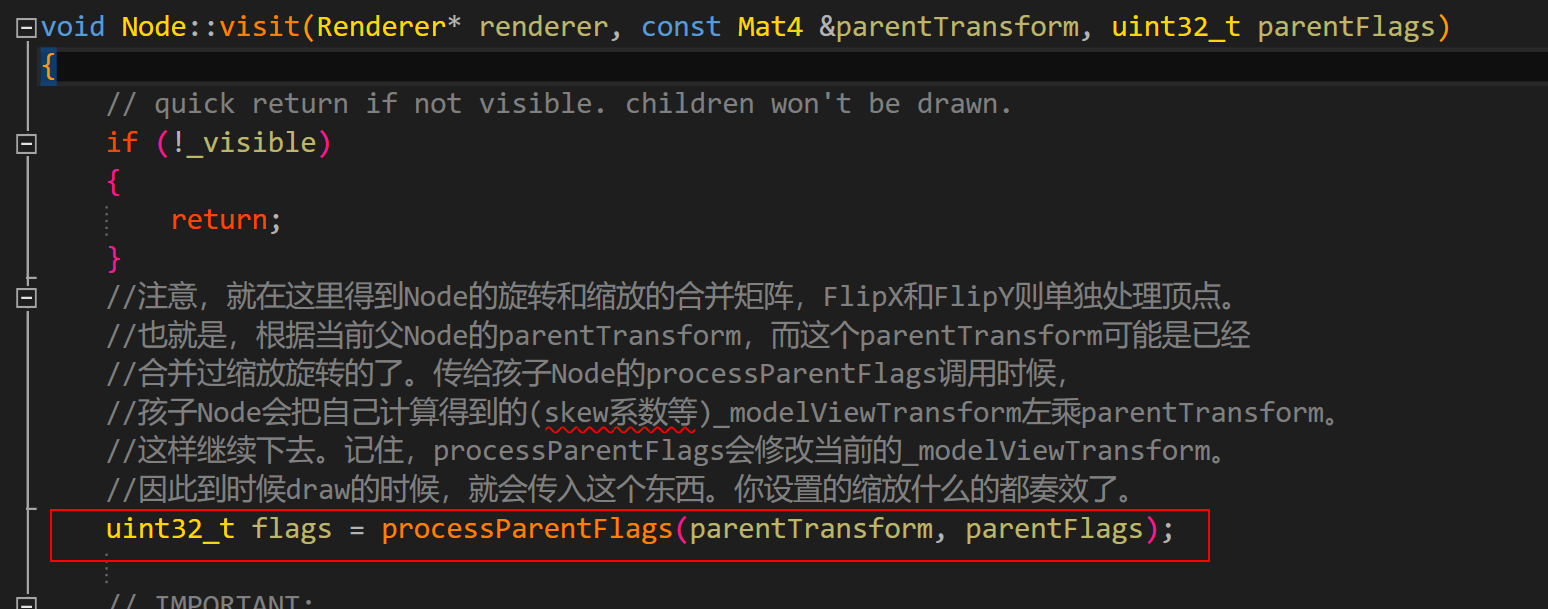 void Node::visit(Renderer* renderer, const Mat4 &parentTransform, uint32_t parentFlags)
{
// quick return if not visible. children won't be drawn.
if (!_visible)
{
return;
}
//注意，就在这里得到Node的旋转和缩放的合并矩阵，FlipX和FlipY则单独处理顶点。
//也就是，根据当前父Node的parentTransform，而这个parentTransform可能是已经
//合并过缩放旋转的了。传给孩子Node的processParentFlags调用时候，
//孩子Node会把自己计算得到的(skew系数等)_modelViewTransform左乘parentTransform。
//这样继续下去。记住，processParentFlags会修改当前的_modelViewTransform。
//因此到时候draw的时候，就会传入这个东西。你设置的缩放什么的都奏效了。
uint32_t flags = processParentFlags(parentTransform, parentFlags);
// IMPORTANT: